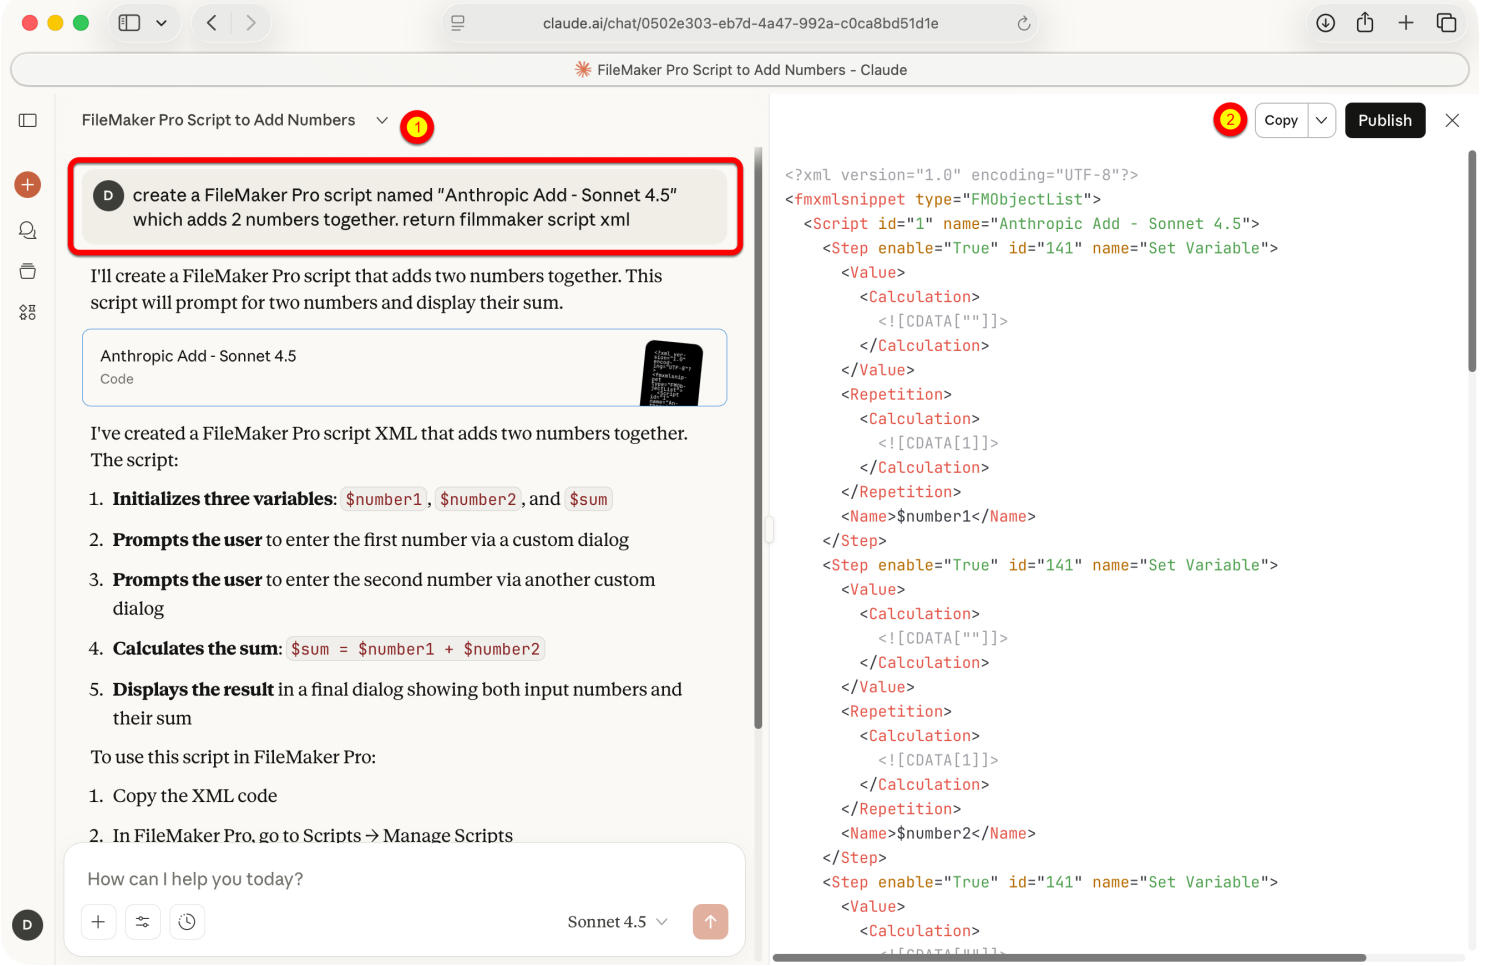 claude.ai/chat/0502e303-eb7d-4a47-992a-c0ca8bd51d1e
FileMaker Pro Script to Add Numbers - Claude
FileMaker Pro Script to Add Numbers
1
D
create a FileMaker Pro script named "Anthropic Add - Sonnet 4.5"
which adds 2 numbers together. return filmmaker script xml
I'll create a FileMaker Pro script that adds two numbers together. This
script will prompt for two numbers and display their sum.
Anthropic Add - Sonnet 4.5
Code
I've created a FileMaker Pro script XML that adds two numbers together.
The script:
1. Initializes three variables: $number1, $number2, and $sum
2. Prompts the user to enter the first number via a custom dialog
3. Prompts the user to enter the second number via another custom
dialog
4. Calculates the sum: $sum = $number1 + $number2
5. Displays the result in a final dialog showing both input numbers and
their sum
To use this script in FileMaker Pro:
1. Copy the XML code
2. In FileMaker Pro, go to Scripts → Manage Scripts
How can I help you today?
Sonnet 4.5
D
2
Copy
Publish
<?xml version="1.0" encoding="UTF-8"?>
<fmxmlsnippet type="FMObjectList">
<Script id="1" name="Anthropic Add - Sonnet 4.5">
<Step enable="True" id="141" name="Set Variable">
<Value>
<Calculation>
<![CDATA[""]]>
</Calculation>
</Value>
<Repetition>
<Calculation>
<![CDATA[1]]>
</Calculation>
</Repetition>
<Name>$number1</Name>
</Step>
<Step enable="True" id="141" name="Set Variable">
<Value>
<Calculation>
<![CDATA[""]]>
</Calculation>
</Value>
<Repetition>
<Calculation>
<![CDATA[1]]>
</Calculation>
</Repetition>
<Name>$number2</Name>
</Step>
<Step enable="True" id="141" name="Set Variable">
<Value>
<Calculation>
<![CDATA[""]]>